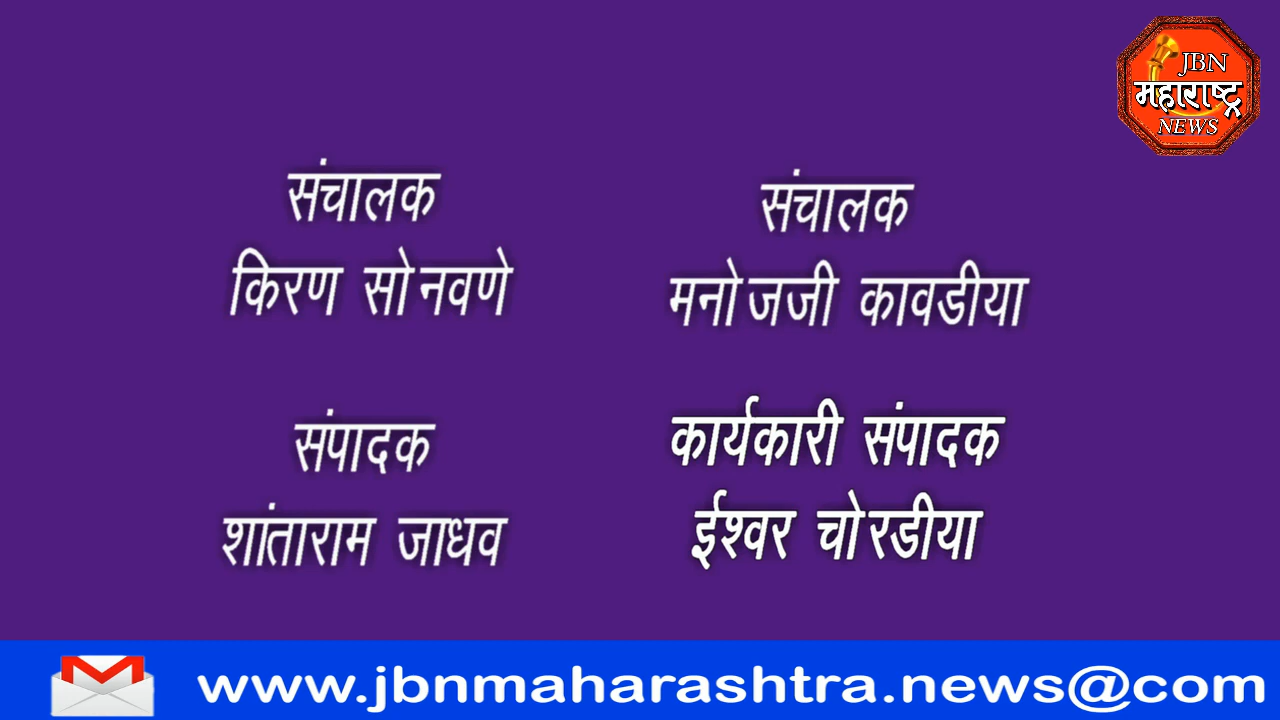 JBN
महाराष्ट्र
NEWS
संचालक
किरण सोनवणे
संचालक
मनोजजी कावडीया
संपादक
शांताराम जाधव
कार्यकारी संपादक
ईश्वर चोरडीया
www.jbnmaharashtra.news@com